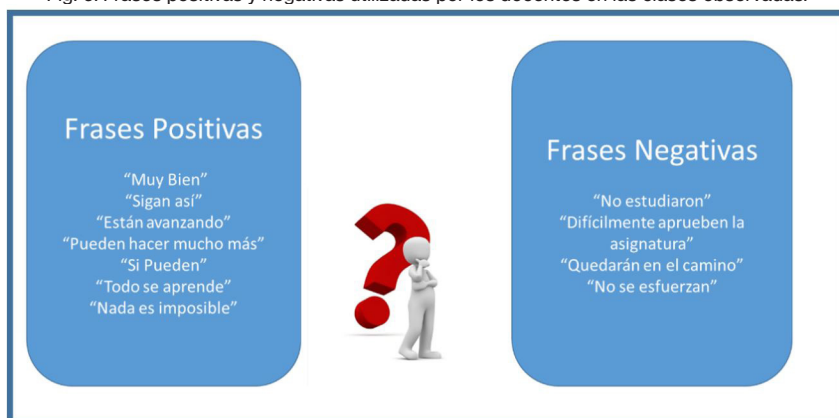 Frases Positivas
“Muy Bien”
“Sigan así”
“Están avanzando”
“Pueden hacer mucho más”
“Si Pueden”
“Todo se aprende”
“Nada es imposible”
Frases Negativas
“No estudiaron”
“Difícilmente aprueben la
asignatura”
“Quedarán en el camino”
“No se esfuerzan”